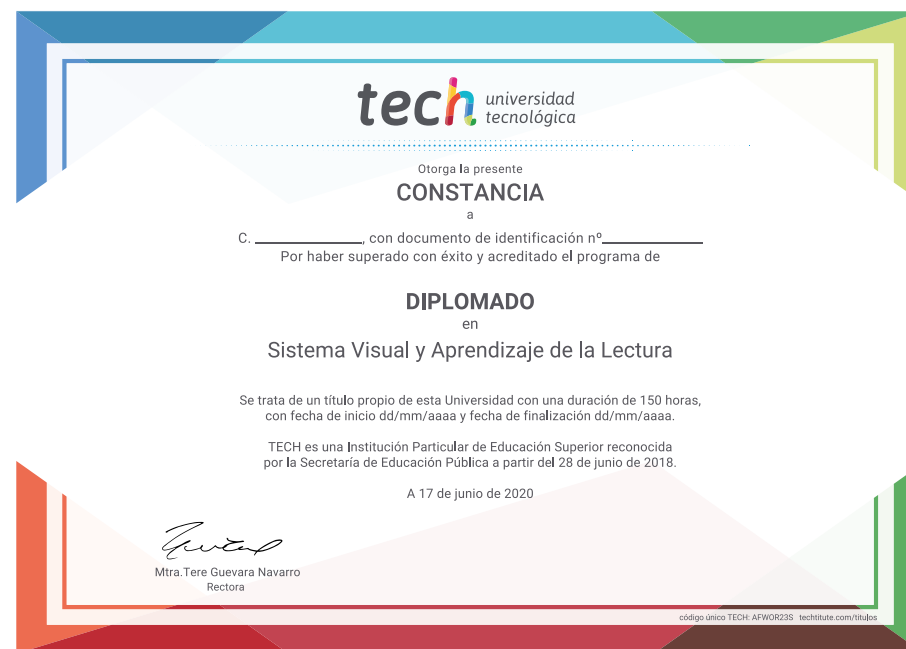 tech universidad
tecnológica
Otorga la presente
CONSTANCIA
a
C. ____________, con documento de identificación nº____________
Por haber superado con éxito y acreditado el programa de
DIPLOMADO
en
Sistema Visual y Aprendizaje de la Lectura
Se trata de un título propio de esta Universidad con una duración de 150 horas,
con fecha de inicio dd/mm/aaaa y fecha de finalización dd/mm/aaaa.
TECH es una Institución Particular de Educación Superior reconocida
por la Secretaría de Educación Pública a partir del 28 de junio de 2018.
A 17 de junio de 2020
Mtra.Tere Guevara Navarro
Rectora
código único TECH: AFWOR23S techtitute.com/titulos